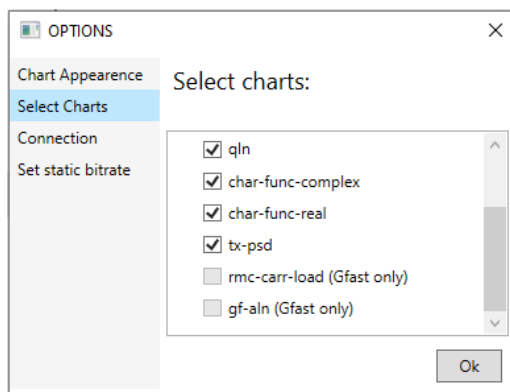 OPTIONS
Chart Appearence
Select Charts
Connection
Set static bitrate
Select charts:
qln
char-func-complex
char-func-real
tx-psd
rmc-carr-load (Gfast only)
gf-aln (Gfast only)
Ok